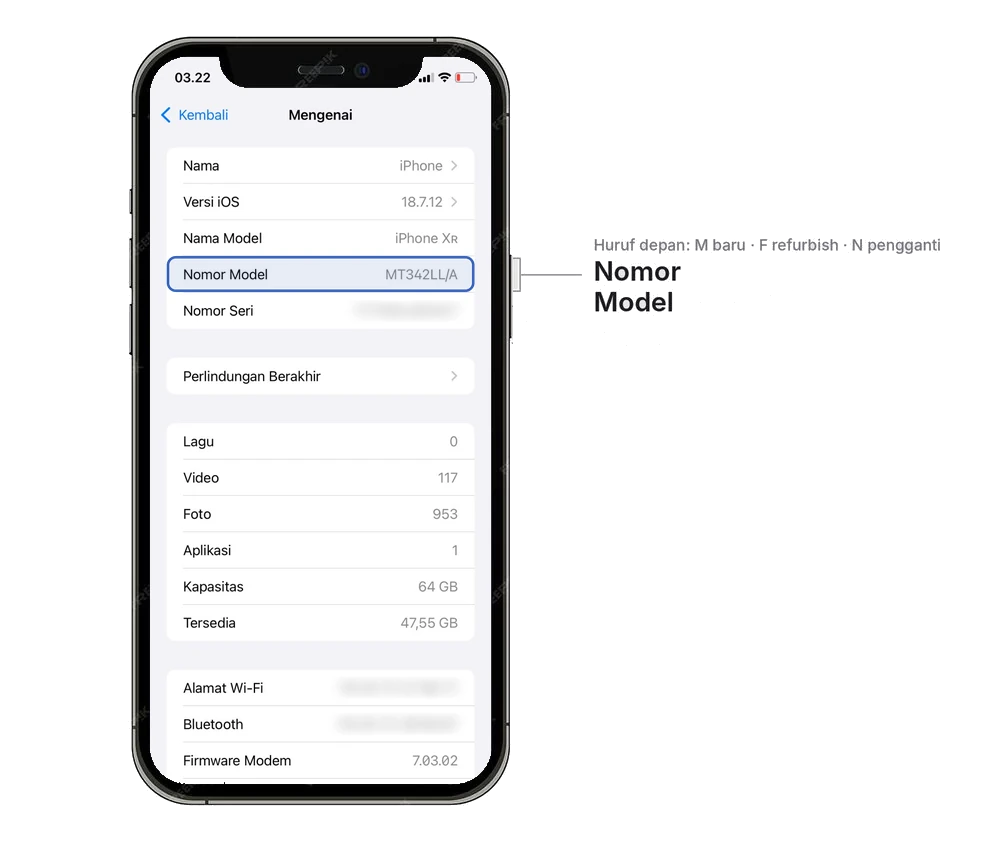 03.22
Kembali
Mengenai
Nama iPhone
Versi iOS 18.7.12
Nama Model iPhone XR
Nomor Model MT342LL/A
Nomor Seri
Perlindungan Berakhir
Lagu 0
Video 117
Foto 953
Aplikasi 1
Kapasitas 64 GB
Tersedia 47,55 GB
Alamat Wi-Fi
Bluetooth
Firmware Modem 7.03.02
Huruf depan: M baru · F refurbish · N pengganti
Nomor
Model